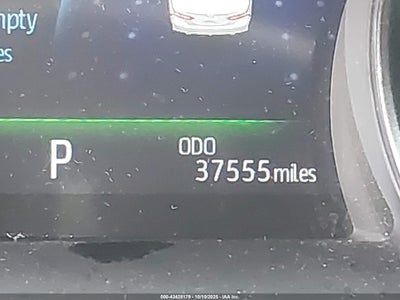 mpty
es
P
ODO
37555 miles
000-43428179 - 10/10/2025 - IAA Inc.